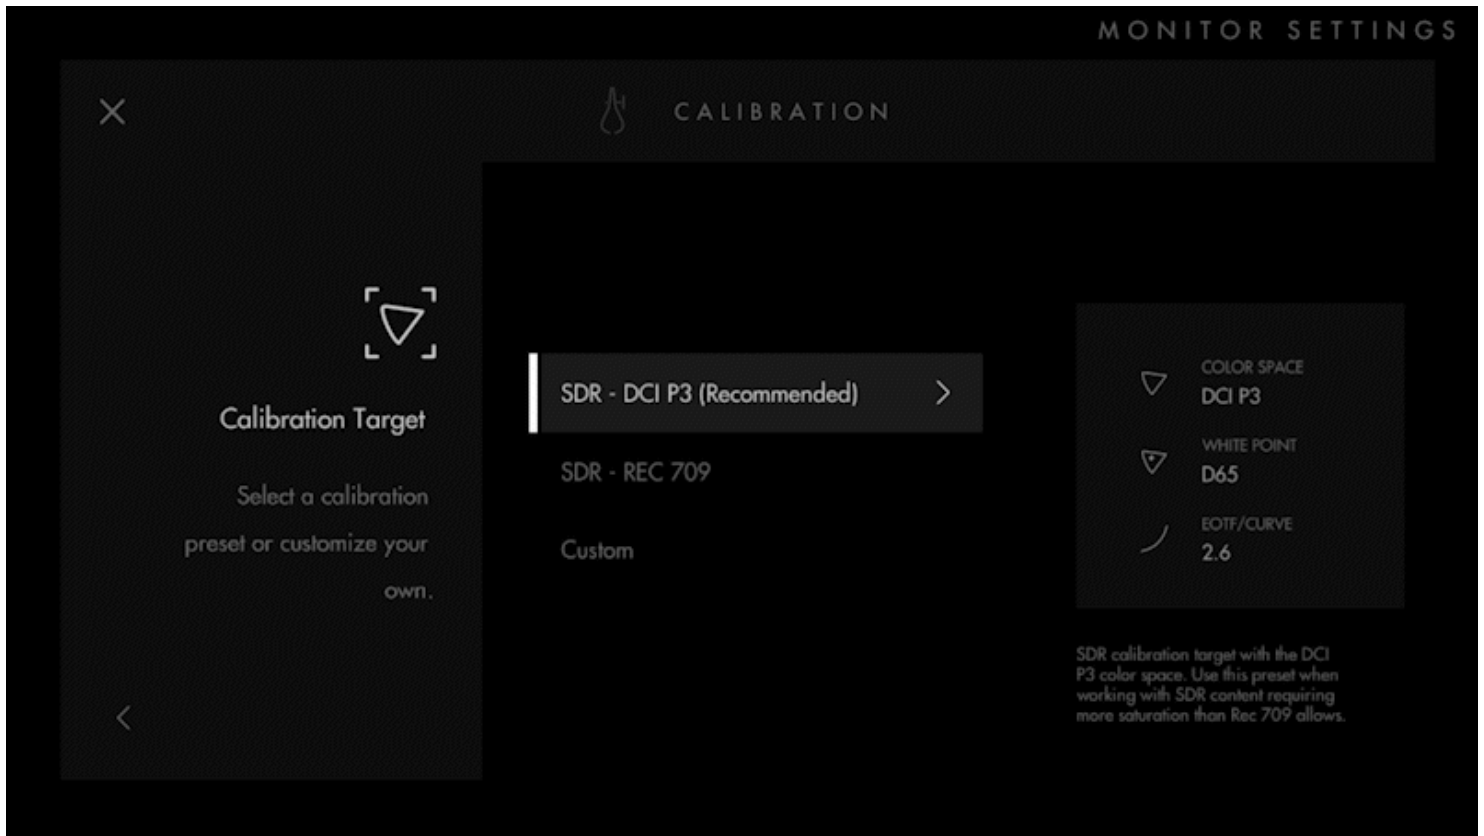 MONITOR SETTINGS
CALIBRATION
Calibration Target
Select a calibration
preset or customize your
own.
SDR - DCI P3 (Recommended)
SDR - REC 709
Custom
COLOR SPACE
DCI P3
WHITE POINT
D65
EOTF/CURVE
2.6
SDR calibration target with the DCI
P3 color space. Use this preset when
working with SDR content requiring
more saturation than Rec 709 allows.